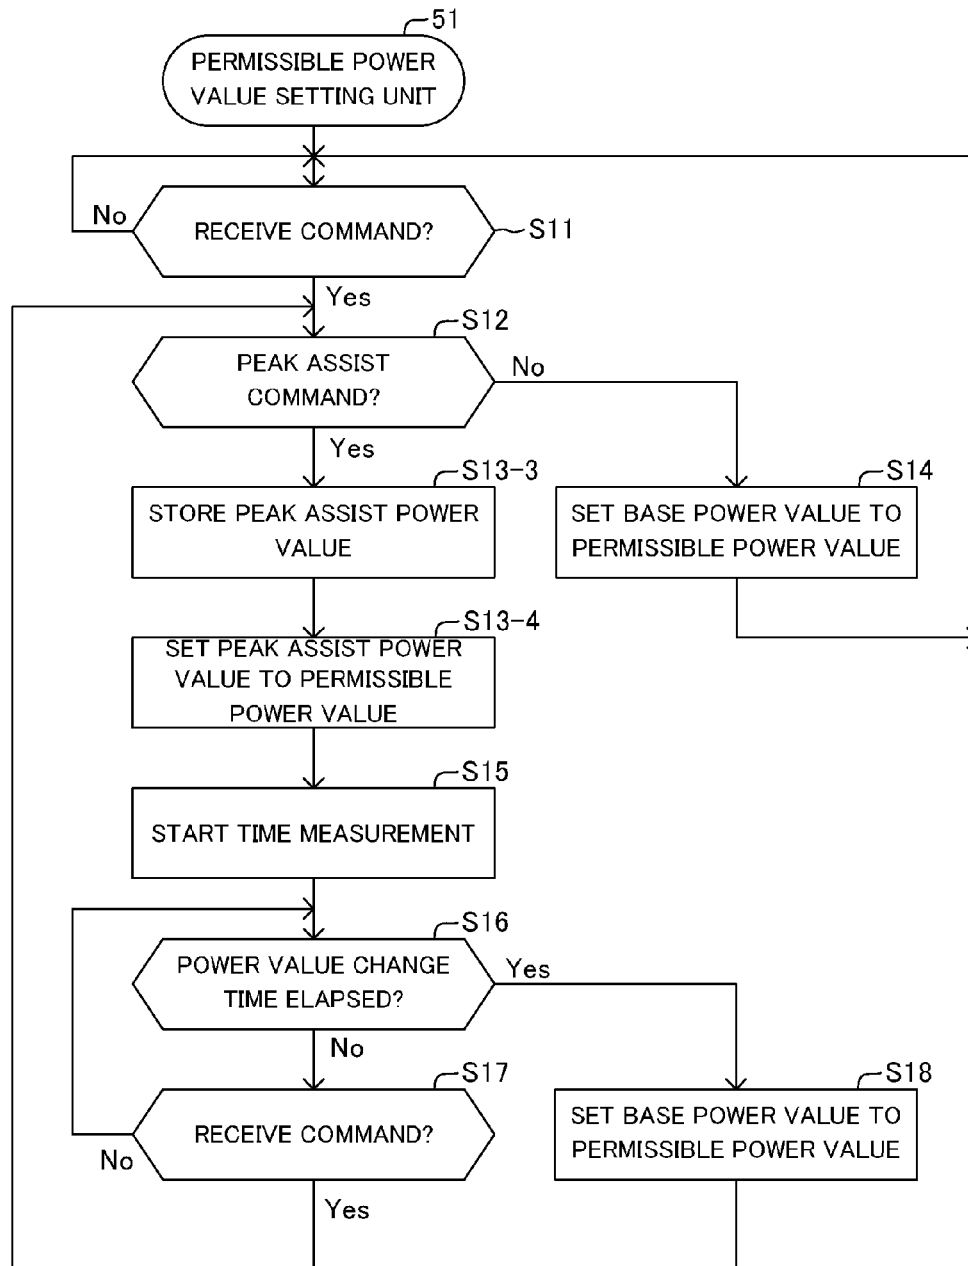 51
PERMISSIBLE POWER
VALUE SETTING UNIT
No
RECEIVE COMMAND?
S11
Yes
S12
PEAK ASSIST
COMMAND?
No
Yes
S13-3
STORE PEAK ASSIST POWER
VALUE
S14
SET BASE POWER VALUE TO
PERMISSIBLE POWER VALUE
S13-4
SET PEAK ASSIST POWER
VALUE TO PERMISSIBLE
POWER VALUE
S15
START TIME MEASUREMENT
S16
POWER VALUE CHANGE
TIME ELAPSED?
Yes
No
S17
RECEIVE COMMAND?
No
Yes
S18
SET BASE POWER VALUE TO
PERMISSIBLE POWER VALUE